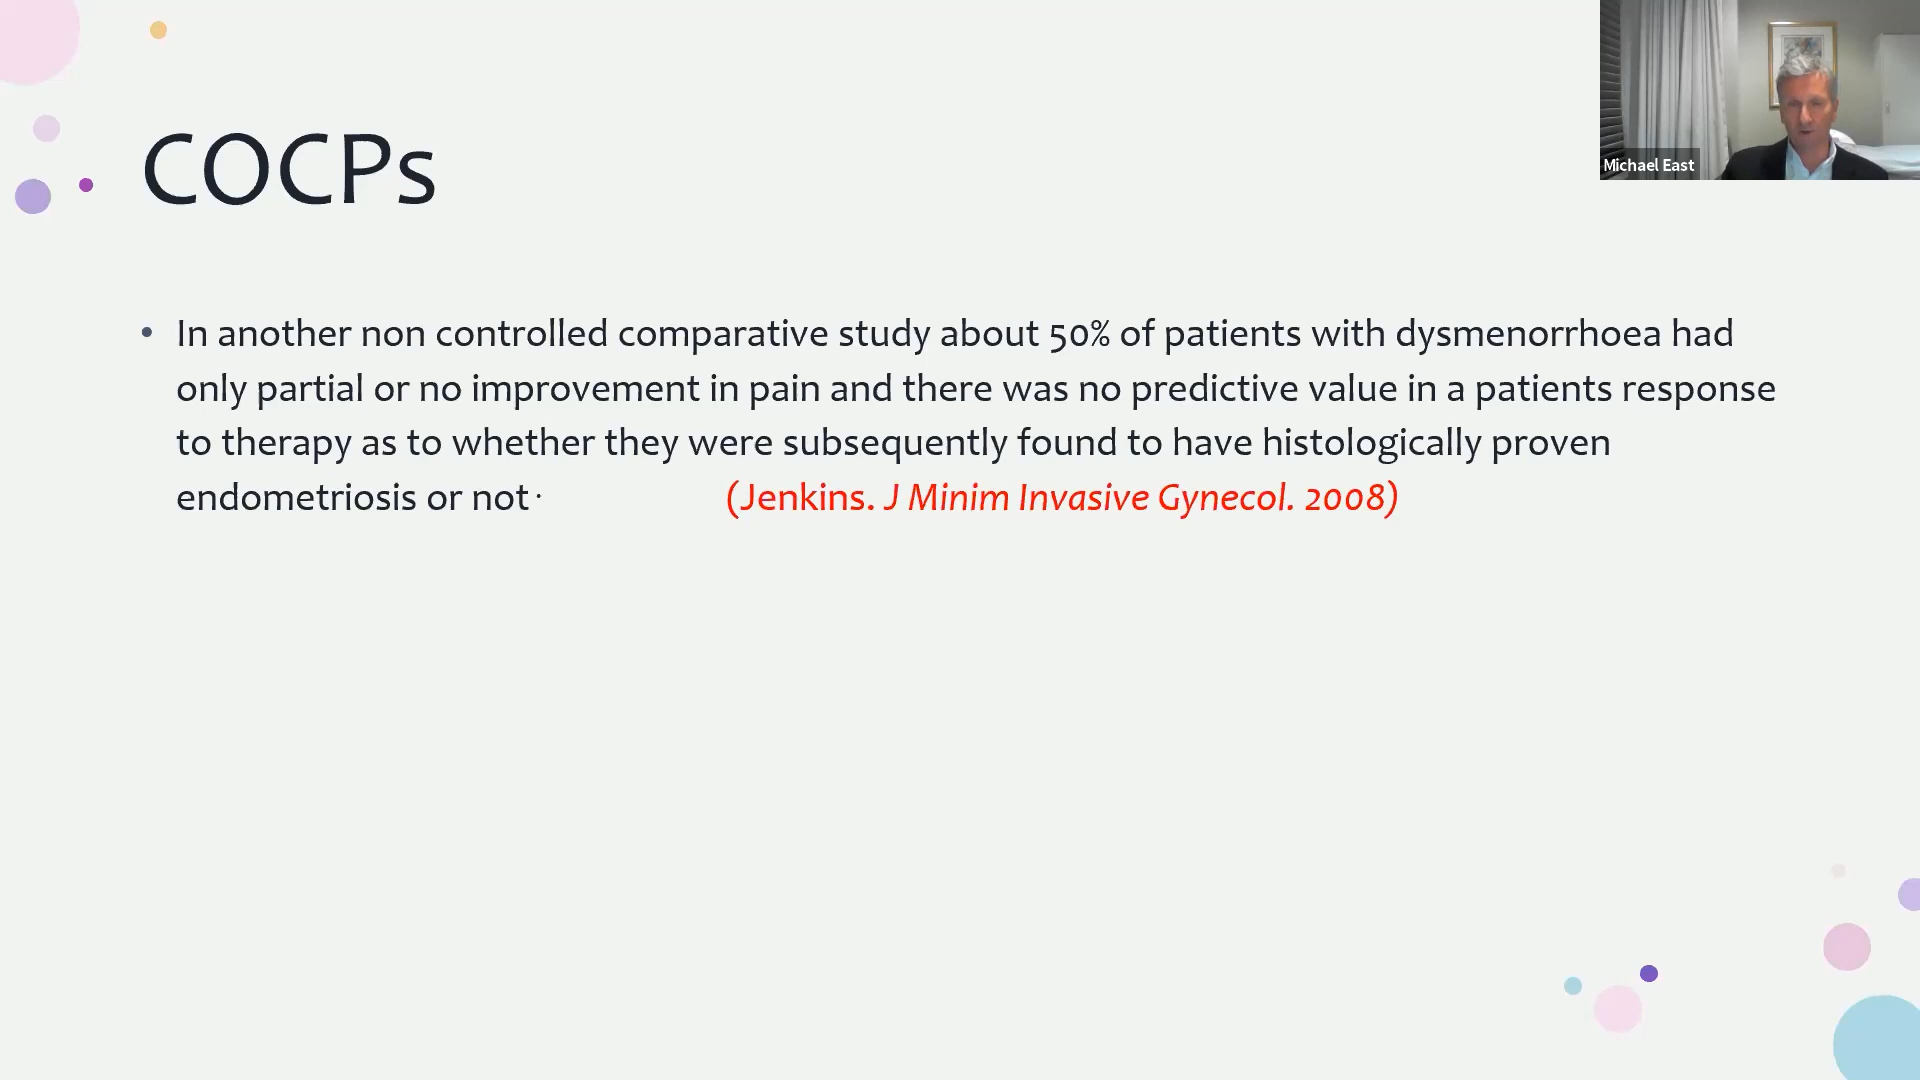 COCPs
Michael East
• In another non controlled comparative study about 50% of patients with dysmenorrhoea had
only partial or no improvement in pain and there was no predictive value in a patients response
to therapy as to whether they were subsequently found to have histologically proven
endometriosis or not · (Jenkins. J Minim Invasive Gynecol. 2008)